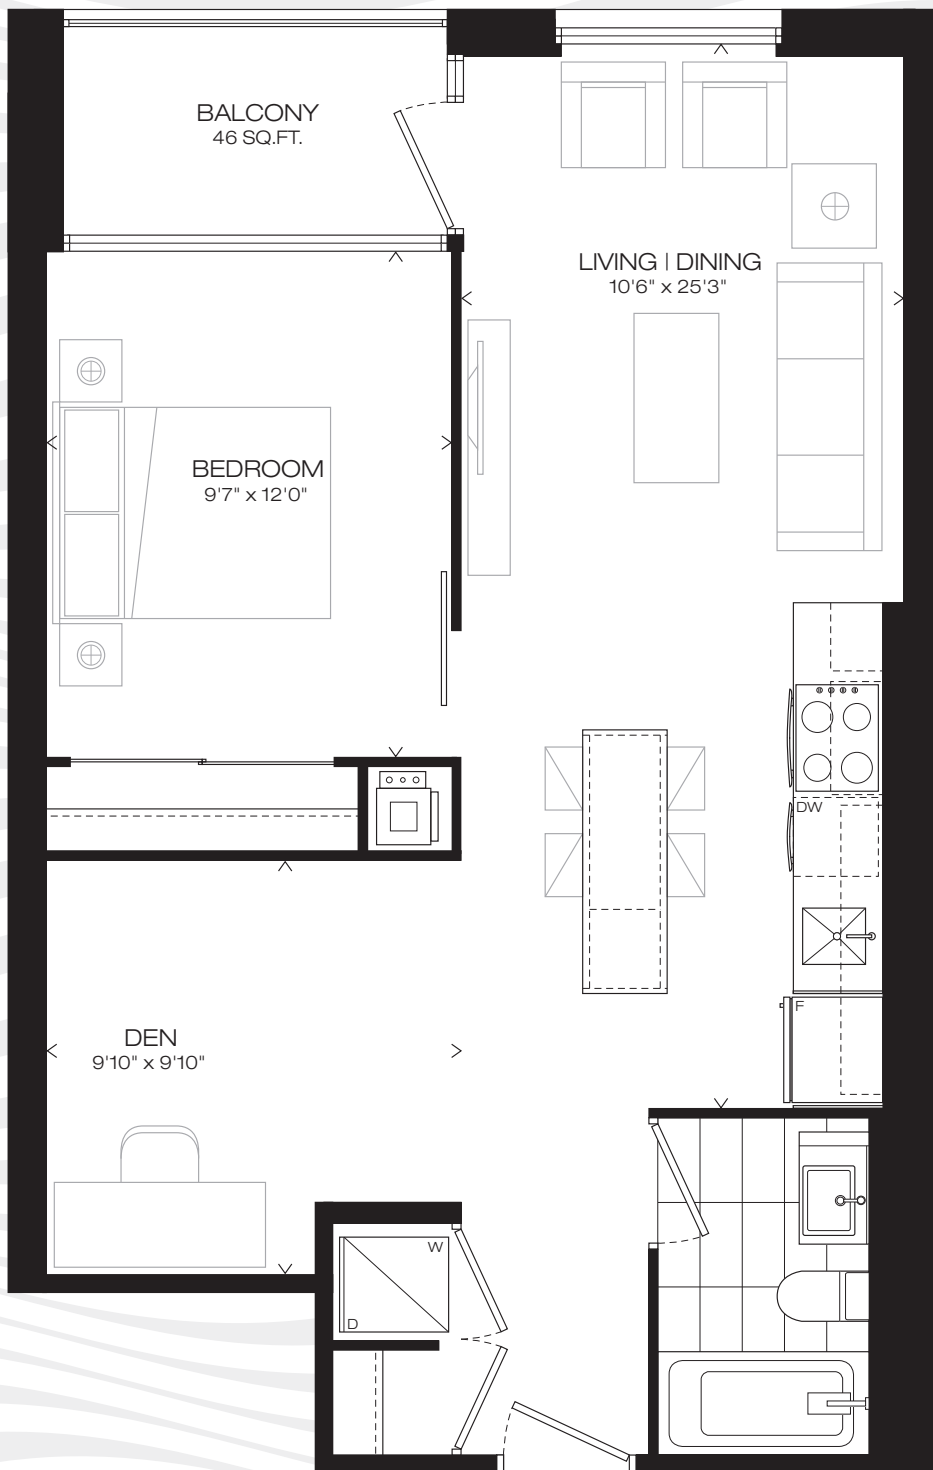 BALCONY
46 SQ.FT.
LIVING | DINING
10'6" x 25'3"
BEDROOM
9'7" x 12'0"
DW
F
DEN
9'10" x 9'10"
W
D